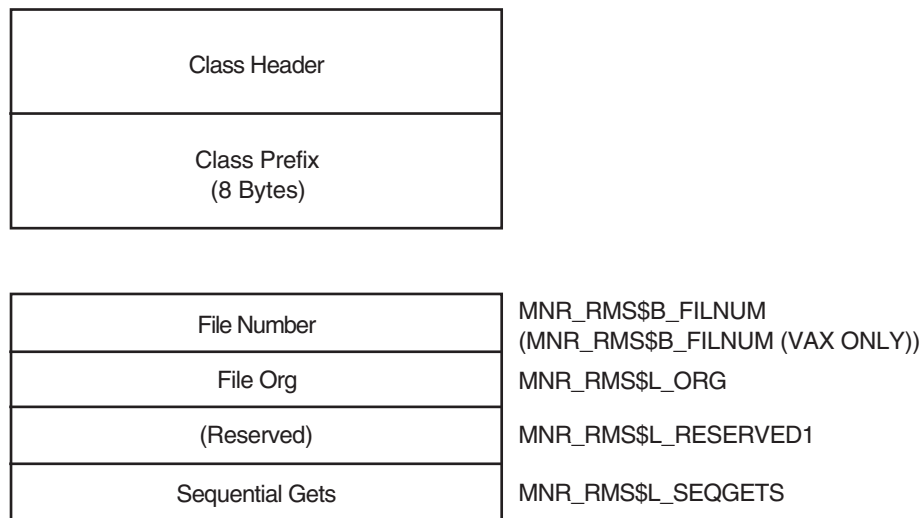 Class Header
Class Prefix
(8 Bytes)
File Number
MNR_RMS$B_FILNUM
(MNR_RMS$B_FILNUM (VAX ONLY))
File Org
MNR_RMS$L_ORG
(Reserved)
MNR_RMS$L_RESERVED1
Sequential Gets
MNR_RMS$L_SEQGETS